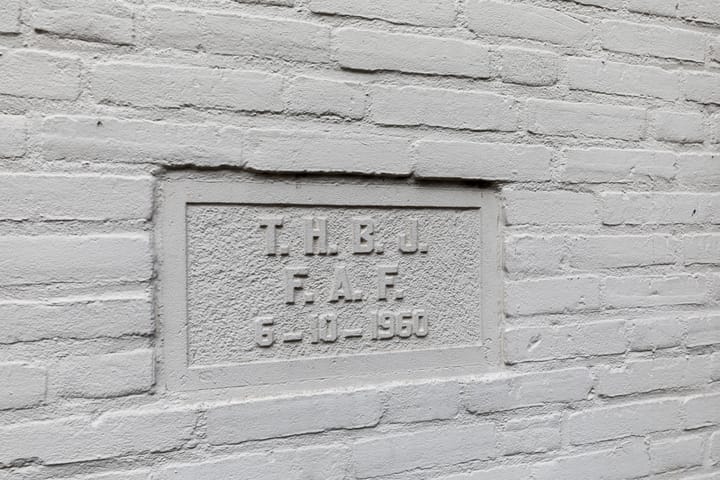 T. H. B. J.
F. A. F.
6 - 10 - 1960